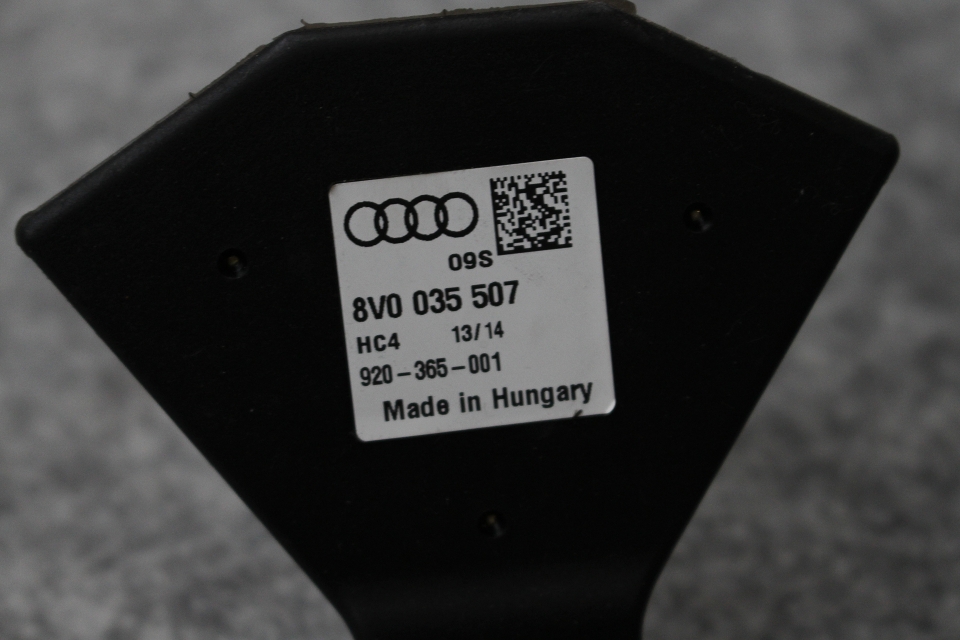 09S
8V0 035 507
HC4 13/14
920-365-001
Made in Hungary